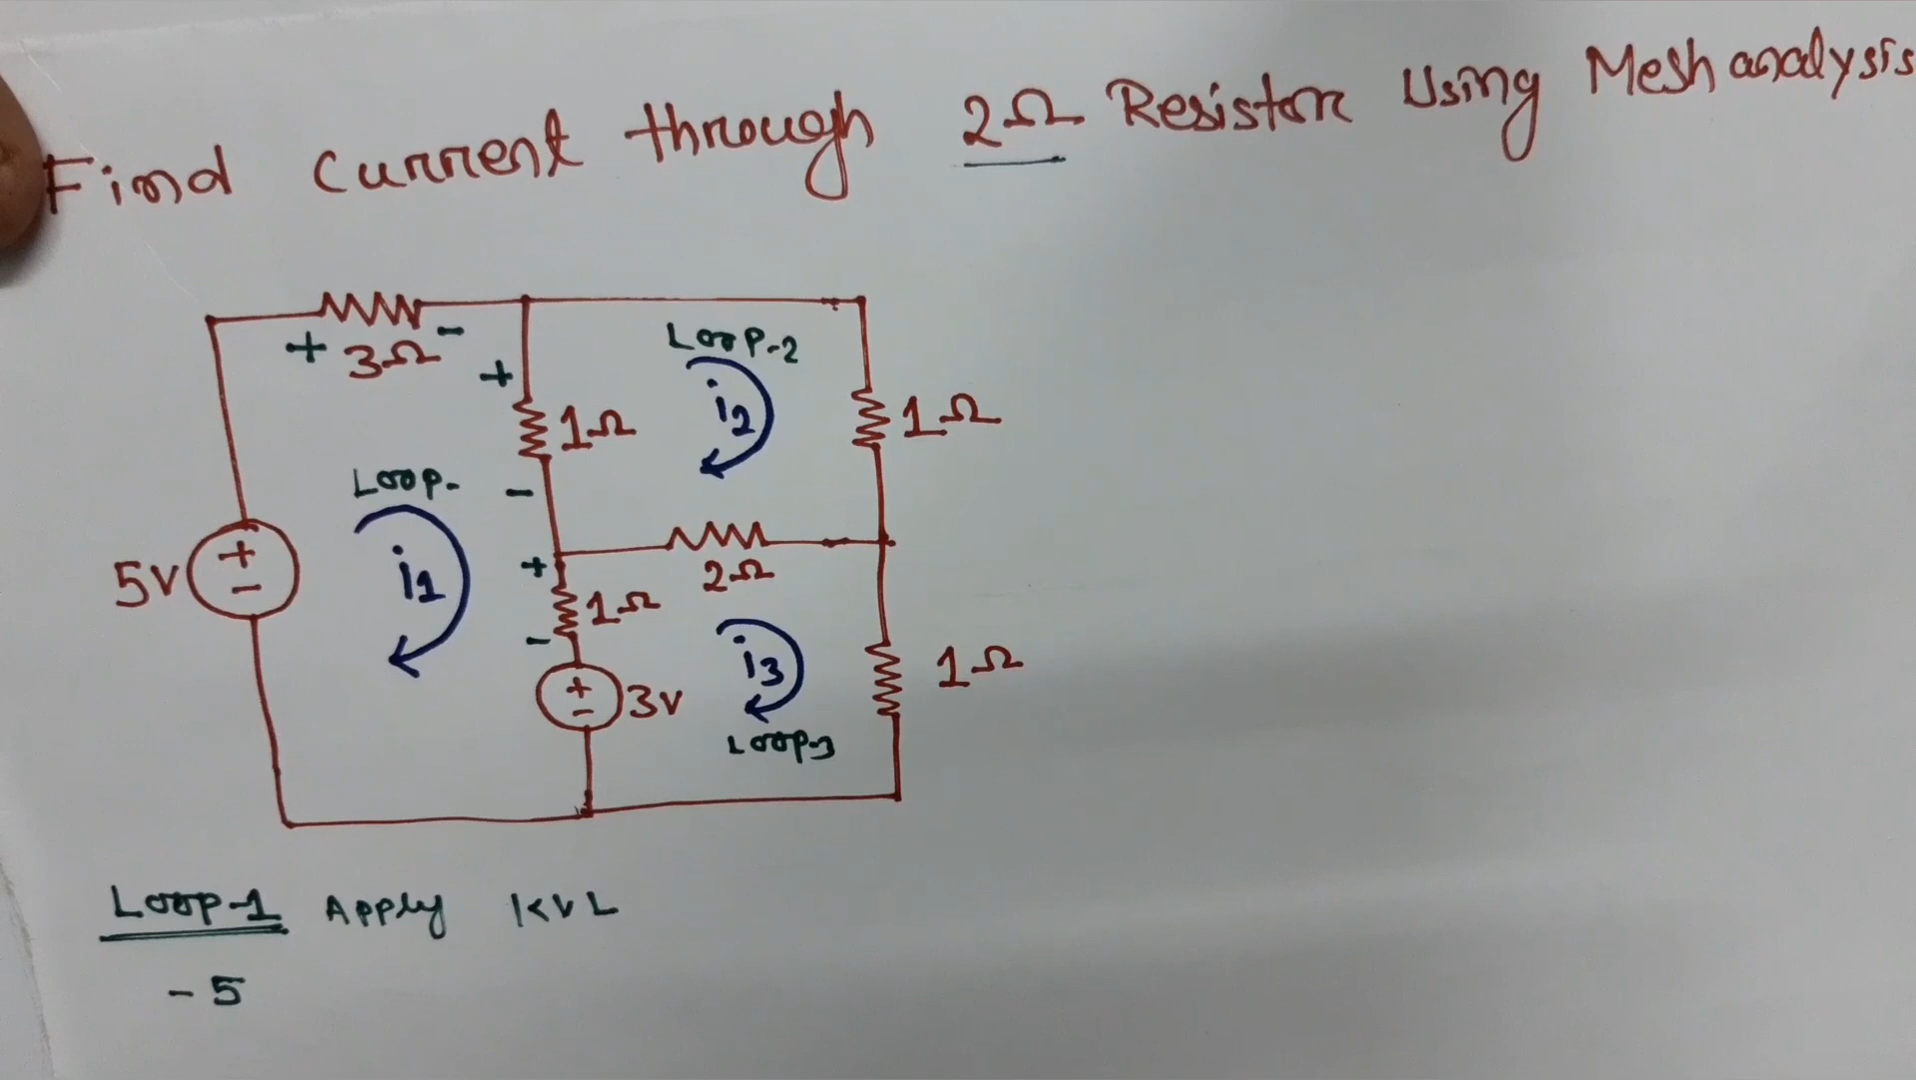 Find current through 2Ω Resistor Using Mesh analysis
+ 3Ω -
Loop-2
+
i2
1Ω
1Ω
Loop-
-
i1
5V
+
-
+
2Ω
1Ω
-
i3
1Ω
+
-
3V
Loop-3
Loop-1 Apply KVL
-5